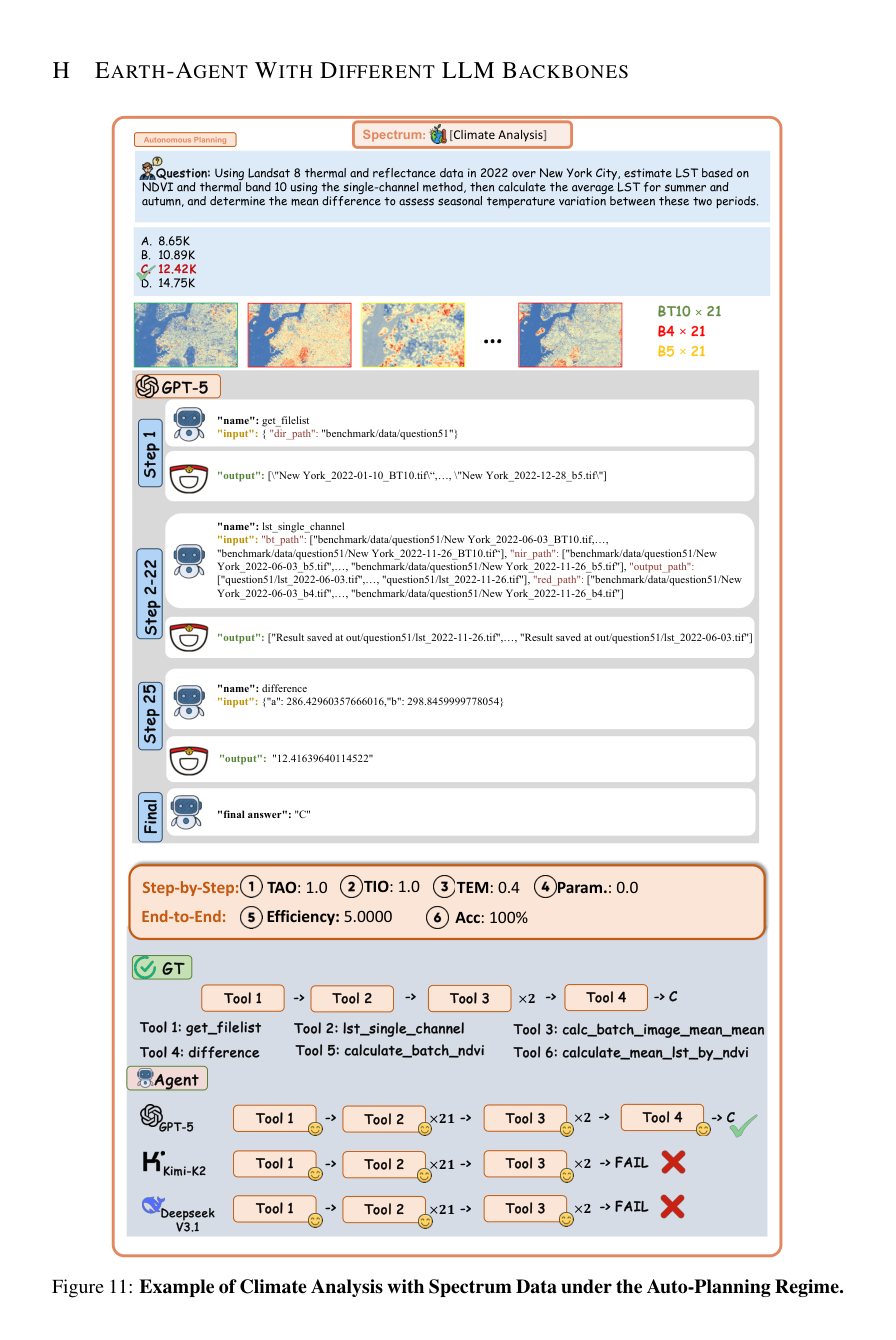 H EARTH-AGENT WITH DIFFERENT LLM BACKBONES
Spectrum: [Climate Analysis]
Autonomous Planning
Question: Using Landsat 8 thermal and reflectance data in 2022 over New York City, estimate LST based on
NDVI and thermal band 10 using the single-channel method, then calculate the average LST for summer and
autumn, and determine the mean difference to assess seasonal temperature variation between these two periods.
A. 8.65K
B. 10.89K
C. 12.42K
D. 14.75K
...
BT10 × 21
B4 × 21
B5 × 21
GPT-5
Step 1
"name": get_filelist
"input": { "dir_path": "benchmark/data/question51"}
"output": [\"New York_2022-01-10_BT10.tif\“,…, \"New York_2022-12-28_b5.tif\"]
Step 2-22
"name": lst_single_channel
"input": "bt_path": ["benchmark/data/question51/New York_2022-06-03_BT10.tif,…,
"benchmark/data/question51/New York_2022-11-26_BT10.tif“], "nir_path": ["benchmark/data/question51/New
York_2022-06-03_b5.tif",…, "benchmark/data/question51/New York_2022-11-26_b5.tif"], "output_path":
["question51/lst_2022-06-03.tif",…, "question51/lst_2022-11-26.tif"], "red_path": ["benchmark/data/question51/New
York_2022-06-03_b4.tif",…, "benchmark/data/question51/New York_2022-11-26_b4.tif"]
"output": ["Result saved at out/question51/lst_2022-11-26.tif",…, "Result saved at out/question51/lst_2022-06-03.tif"]
Step 25
"name": difference
"input": {"a": 286.42960357666016,"b": 298.8459999778054}
"output": "12.41639640114522"
Final
"final answer": "C"
Step-by-Step: 1 TAO: 1.0 2 TIO: 1.0 3 TEM: 0.4 4 Param.: 0.0
End-to-End: 5 Efficiency: 5.0000 6 Acc: 100%
GT
Tool 1 -> Tool 2 -> Tool 3 ×2 -> Tool 4 -> C
Tool 1: get_filelist Tool 2: lst_single_channel Tool 3: calc_batch_image_mean_mean
Tool 4: difference Tool 5: calculate_batch_ndvi Tool 6: calculate_mean_lst_by_ndvi
Agent
GPT-5 Tool 1 -> Tool 2 ×21 -> Tool 3 ×2 -> Tool 4 -> C
Kimi-K2 Tool 1 -> Tool 2 ×21 -> Tool 3 ×2 -> FAIL
Deepseek V3.1 Tool 1 -> Tool 2 ×21 -> Tool 3 ×2 -> FAIL
Figure 11: Example of Climate Analysis with Spectrum Data under the Auto-Planning Regime.